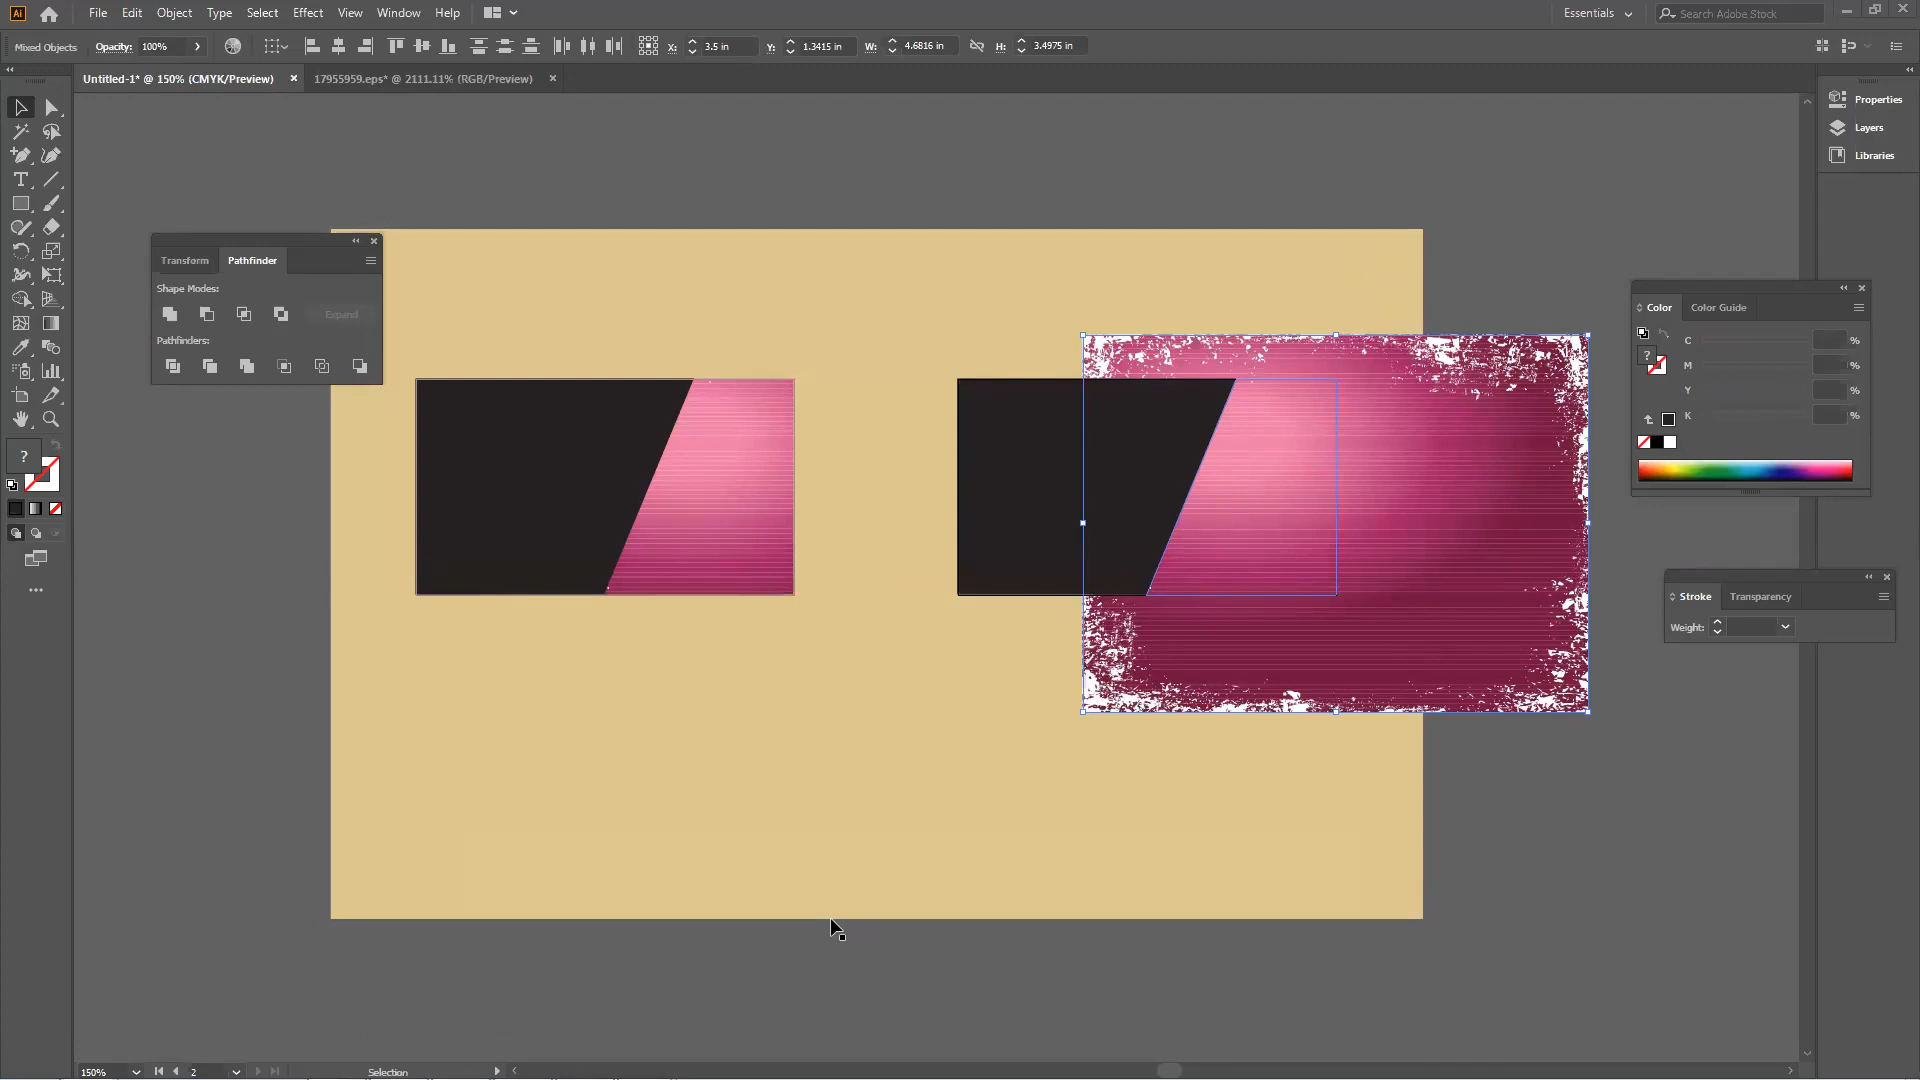 Ai File Edit Object Type Select Effect View Window Help Essentials Search Adobe Stock
Mixed Objects Opacity: 100% X: 3.5 in Y: 1.3415 in W: 4.6816 in H: 3.4975 in
Untitled-1* @ 150% (CMYK/Preview) 17955959.eps* @ 2111.11% (RGB/Preview)
Properties
Layers
Libraries
Transform Pathfinder
Shape Modes:
Expand
Pathfinders:
Color Color Guide
C %
M %
Y %
K %
?
?
Stroke Transparency
Weight:
150% 2 Selection